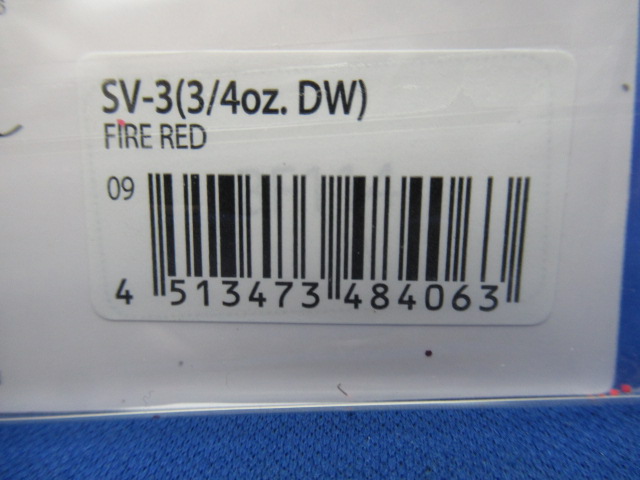 SV-3(3/4oz. DW)
FIRE RED
09
4 513473 484063